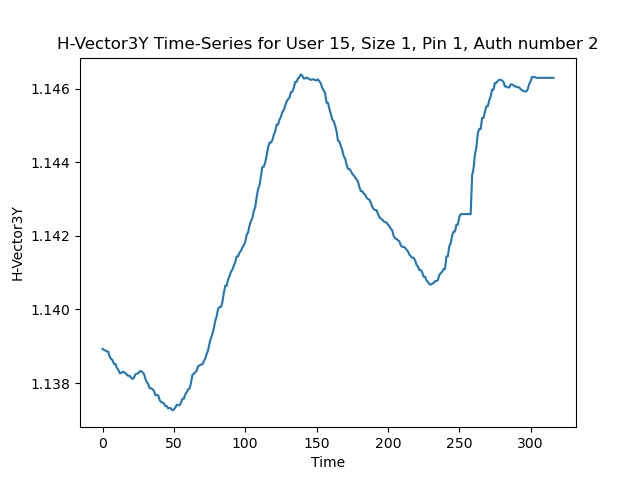 H-Vector3Y Time-Series for User 15, Size 1, Pin 1, Auth number 2
H-Vector3Y
1.146
1.144
1.142
1.140
1.138
0 50 100 150 200 250 300
Time